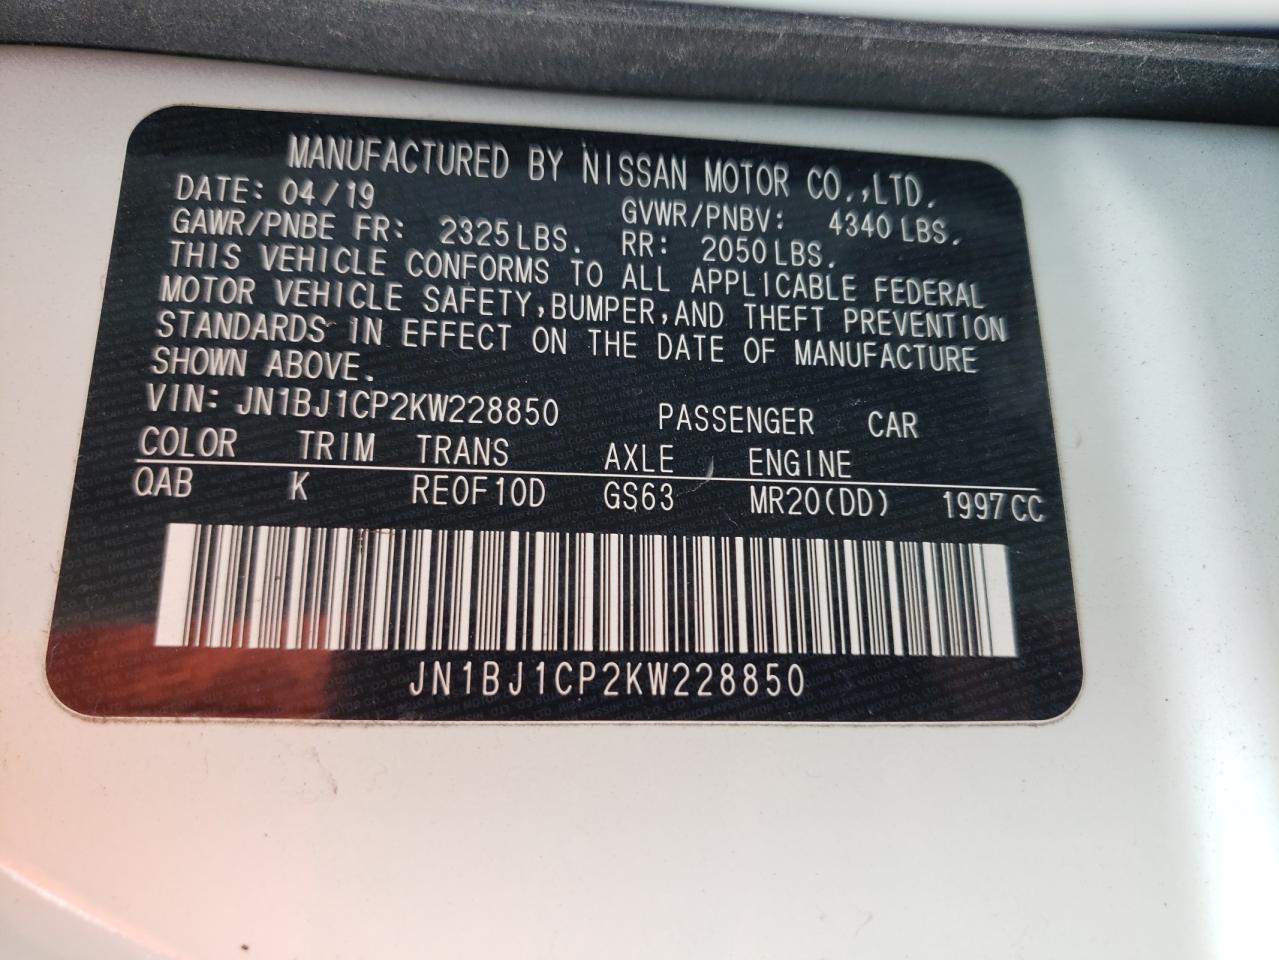 MANUFACTURED BY NISSAN MOTOR CO.,LTD.
DATE: 04/19 GVWR/PNBV: 4340 LBS.
GAWR/PNBE FR: 2325 LBS. RR: 2050 LBS.
THIS VEHICLE CONFORMS TO ALL APPLICABLE FEDERAL
MOTOR VEHICLE SAFETY,BUMPER,AND THEFT PREVENTION
STANDARDS IN EFFECT ON THE DATE OF MANUFACTURE
SHOWN ABOVE.
VIN: JN1BJ1CP2KW228850 PASSENGER CAR
COLOR TRIM TRANS AXLE ENGINE
QAB K RE0F10D GS63 MR20(DD) 1997 CC
JN1BJ1CP2KW228850